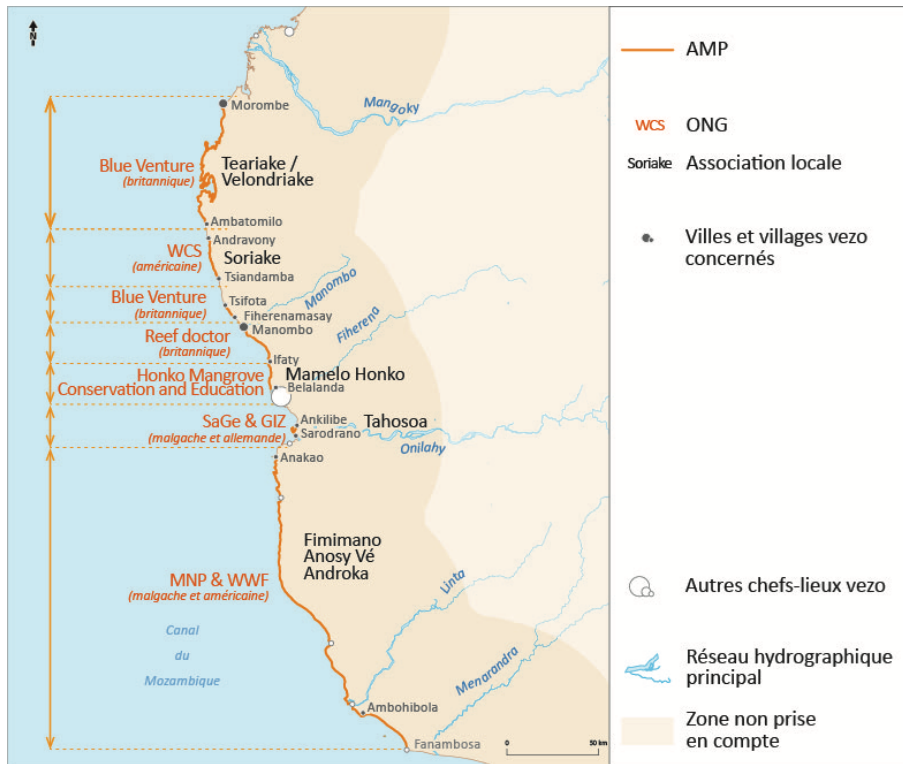 N
Morombe
Mangoky
Blue Venture
(britannique)
Teariake /
Velondriake
Ambatomilo
Andravony
WCS
(américaine)
Soriake
Tsiandamba
Manombo
Blue Venture
(britannique)
Tsifota
Fiherenamasay
Manombo
Fiherena
Reef doctor
(britannique)
Ifaty
Honko Mangrove
Conservation and Education
Mamelo Honko
Belalanda
SaGe & GIZ
(malgache et allemande)
Ankilibe
Sarodrano
Tahosoa
Onilahy
Anakao
Fimimano
Anosy Vé
Androka
MNP & WWF
(malgache et américaine)
Linta
Canal
du
Mozambique
Menarandra
Ambohibola
Fanambosa
0
50 km
AMP
WCS ONG
Soriake Association locale
Villes et villages vezo
concernés
Autres chefs-lieux vezo
Réseau hydrographique
principal
Zone non prise
en compte